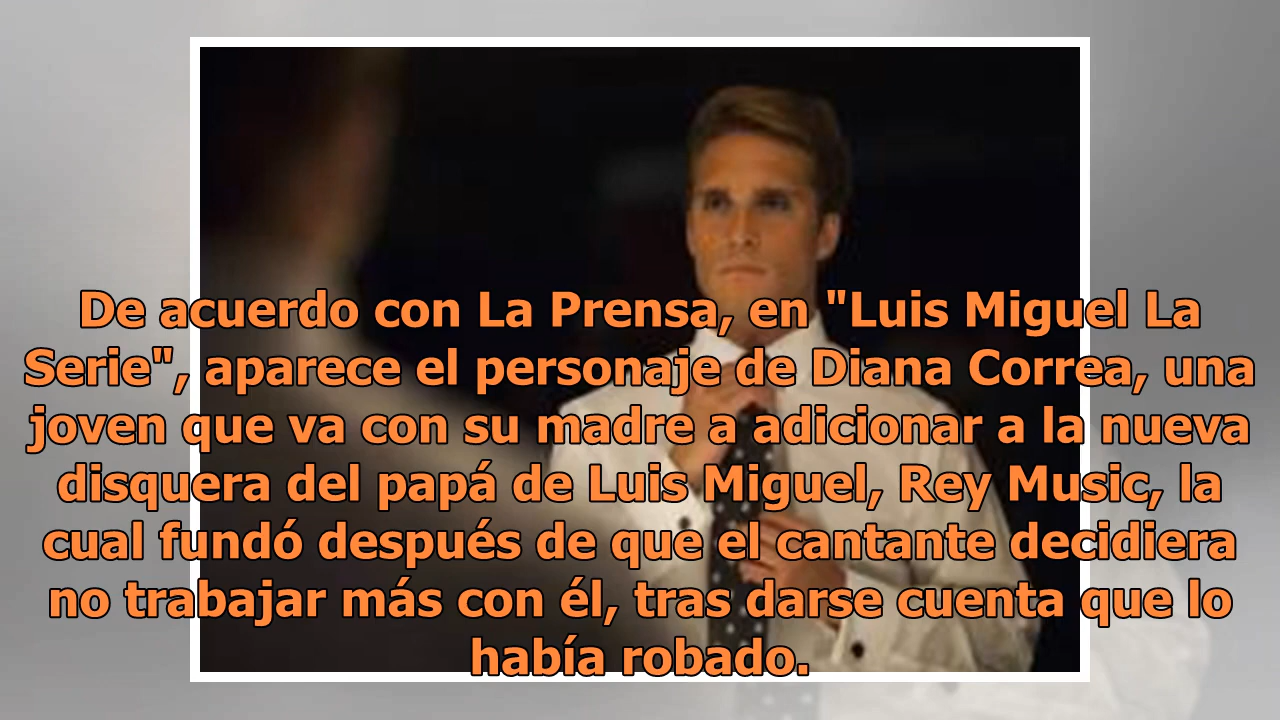 De acuerdo con La Prensa, en "Luis Miguel La
Serie", aparece el personaje de Diana Correa, una
joven que va con su madre a adicionar a la nueva
disquera del papá de Luis Miguel, Rey Music, la
cual fundó después de que el cantante decidiera
no trabajar más con él, tras darse cuenta que lo
había robado.